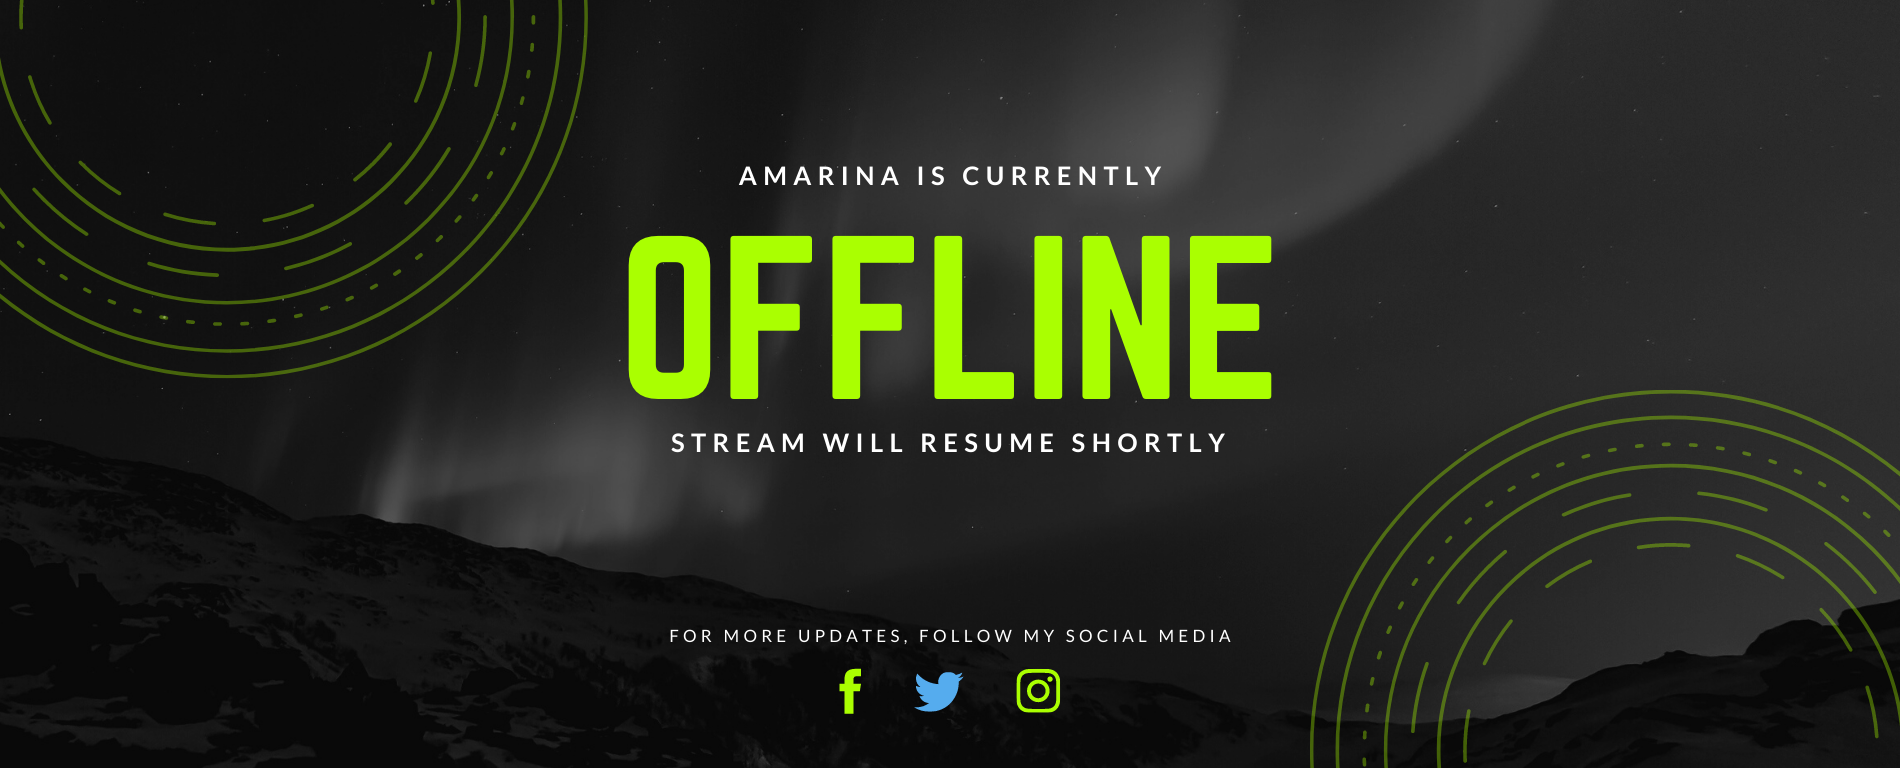 AMARINA IS CURRENTLY
OFFLINE
STREAM WILL RESUME SHORTLY
FOR MORE UPDATES, FOLLOW MY SOCIAL MEDIA